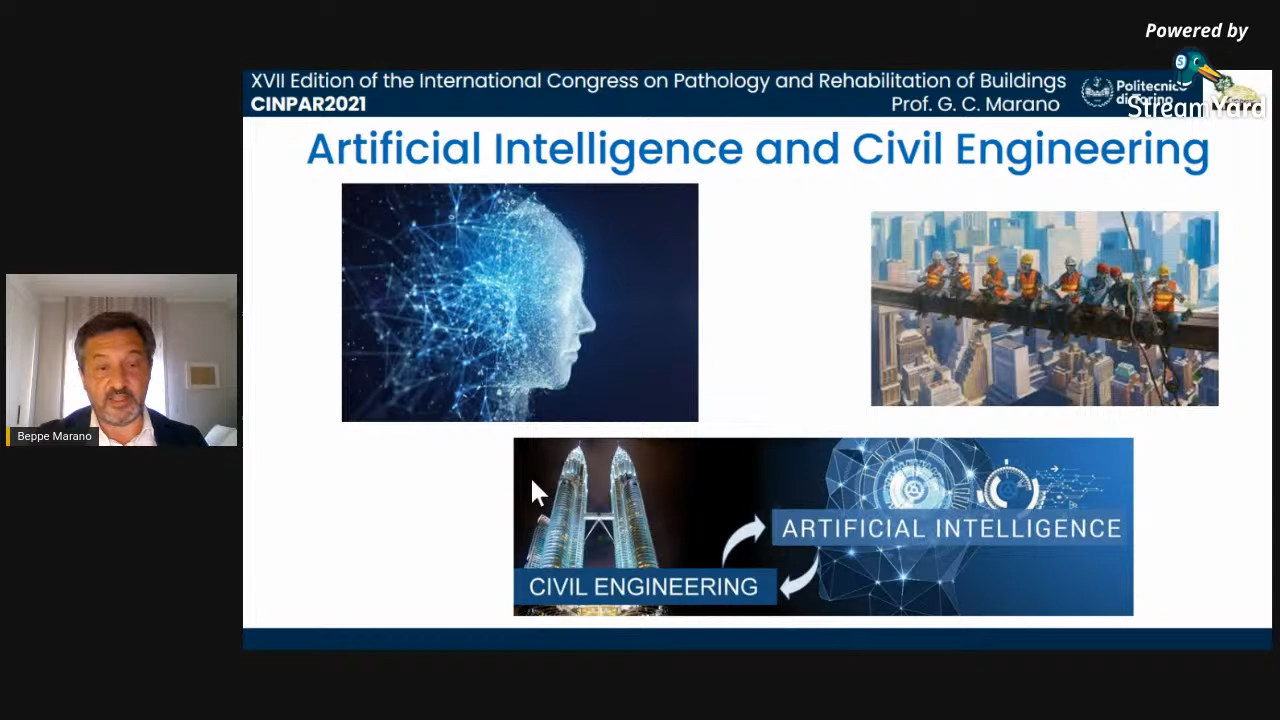 Powered by
StreamYard
XVII Edition of the International Congress on Pathology and Rehabilitation of Buildings
CINPAR2021
Prof. G. C. Marano
Politecnico
di Torino
Artificial Intelligence and Civil Engineering
Beppe Marano
ARTIFICIAL INTELLIGENCE
CIVIL ENGINEERING